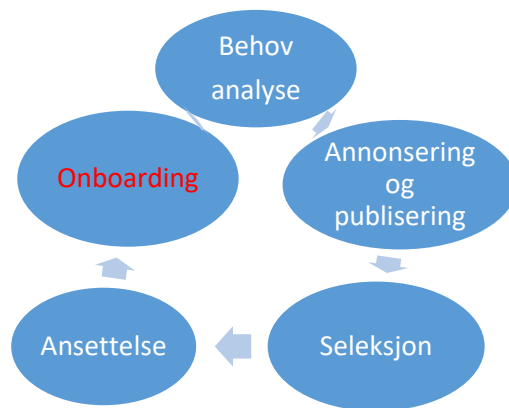 Behov
analyse
Annonsering
og
publisering
Seleksjon
Ansettelse
Onboarding